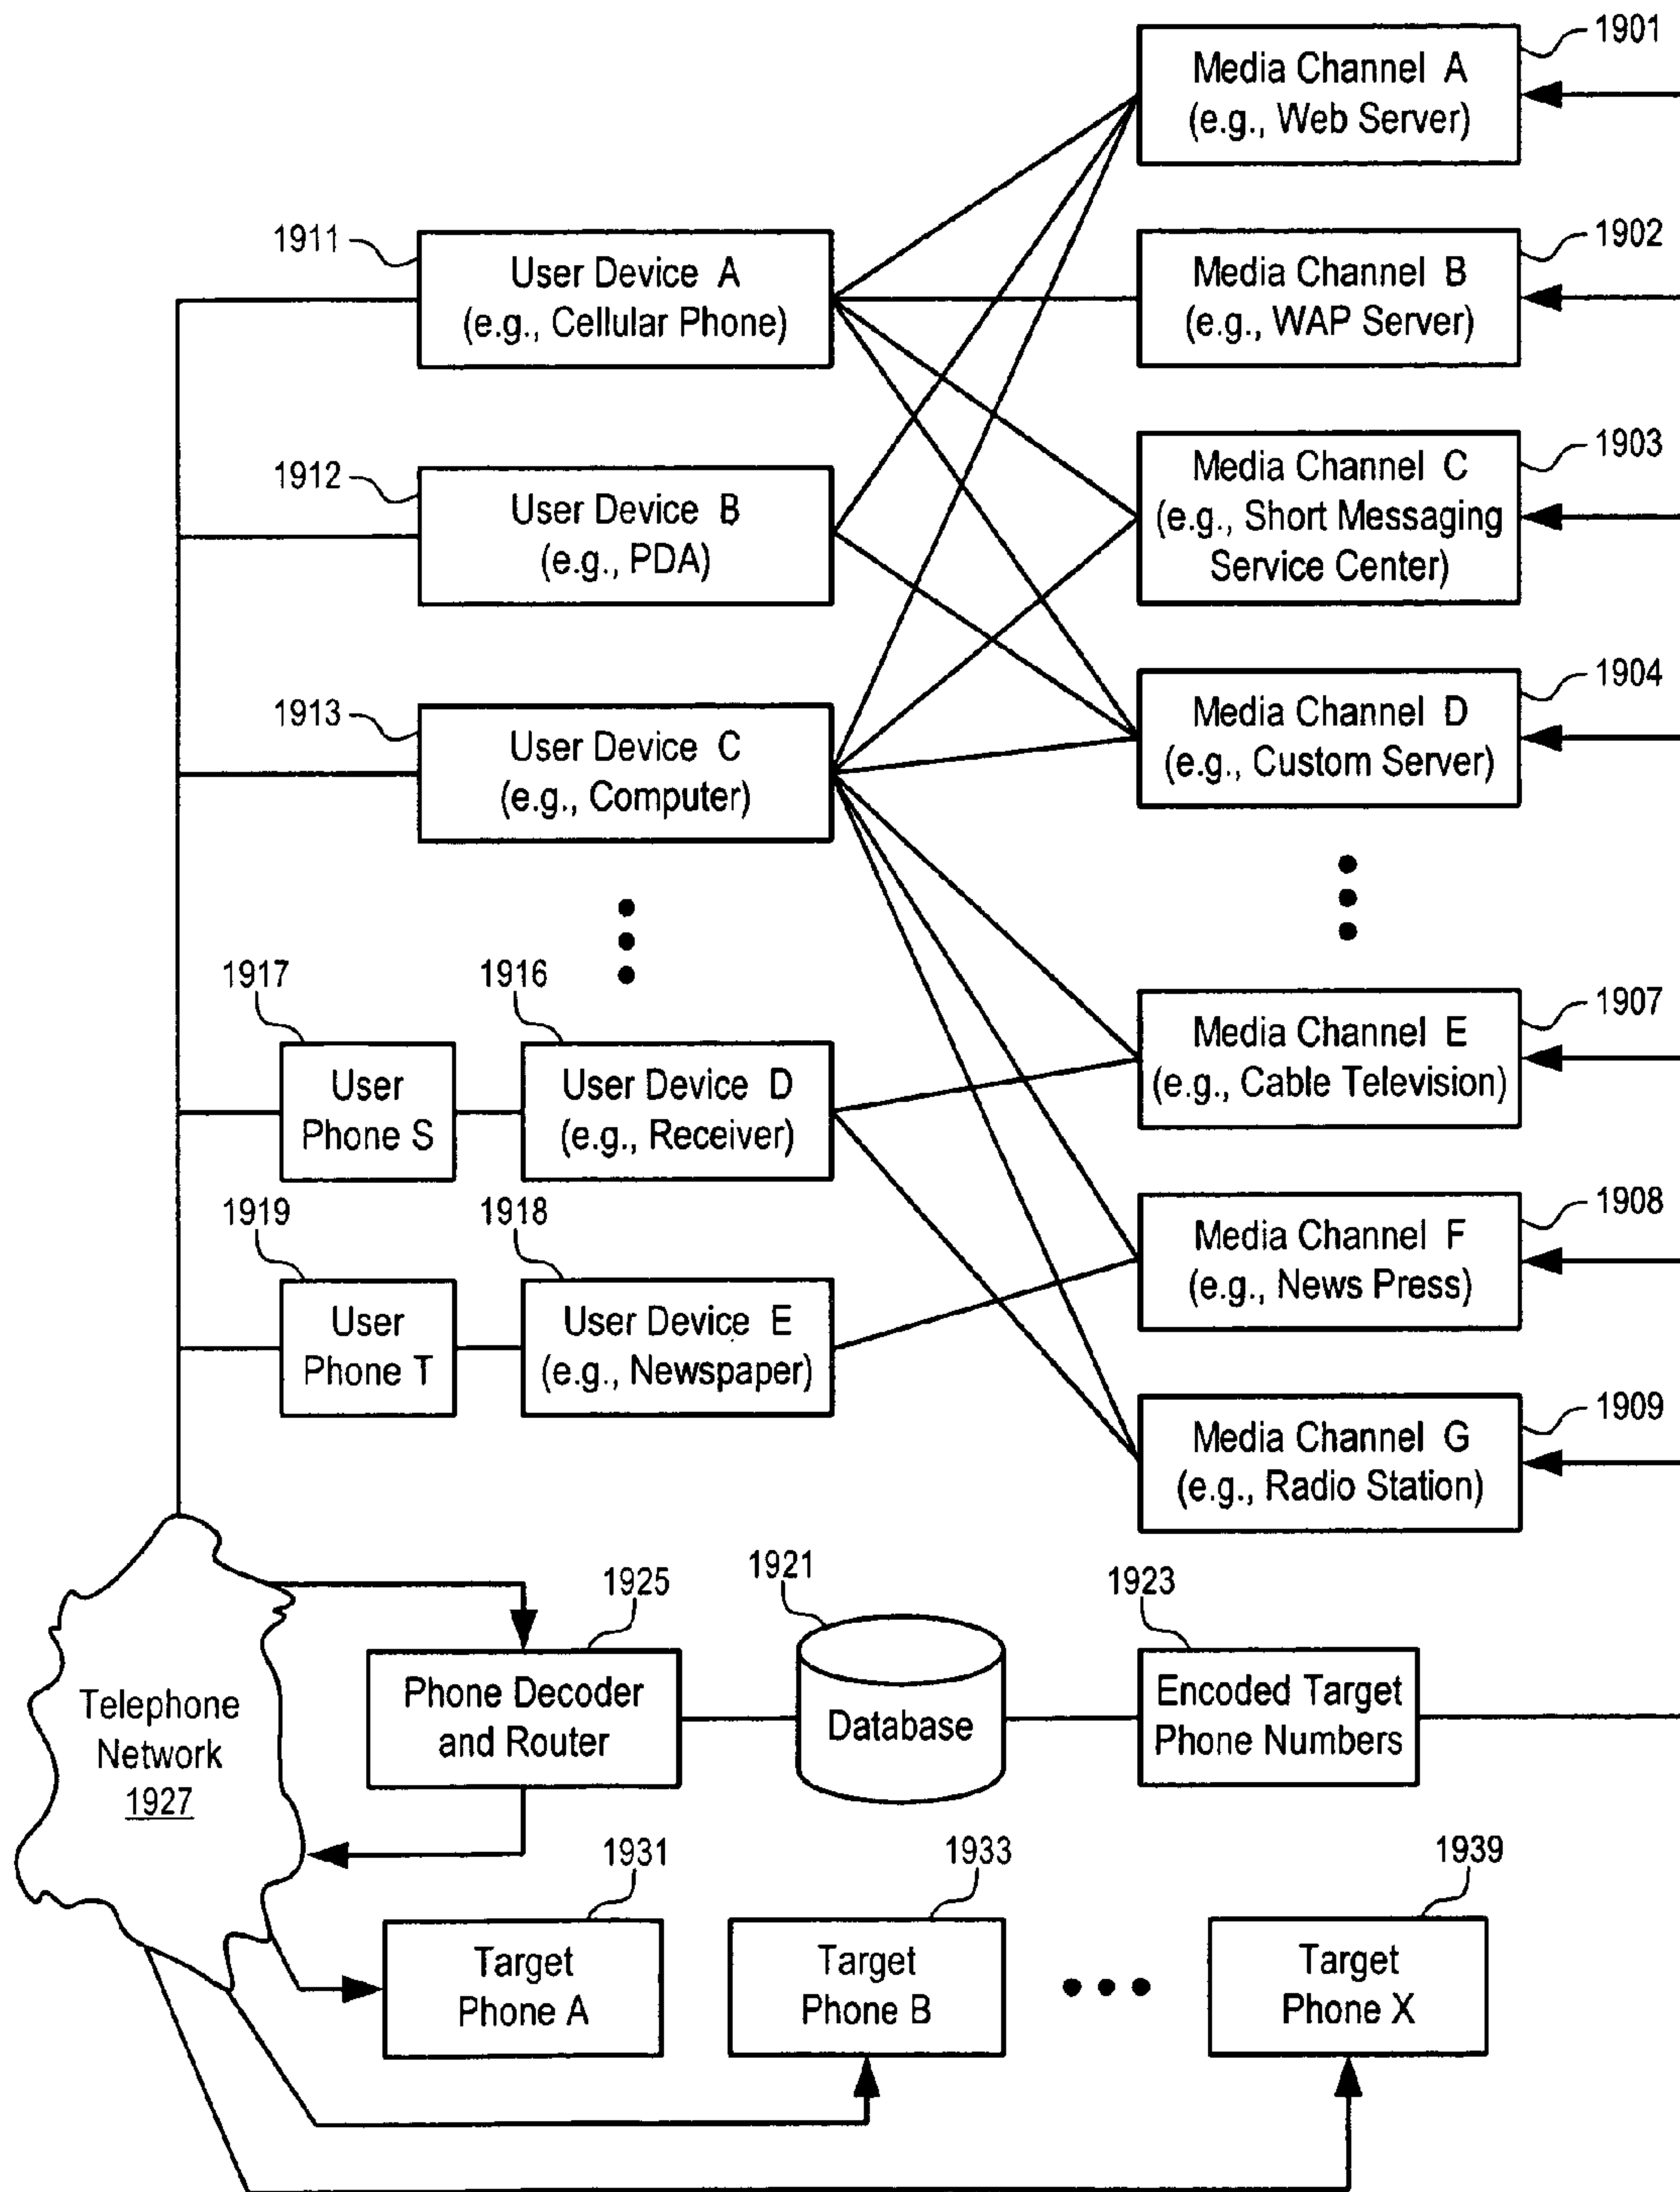 1901
Media Channel A
(e.g., Web Server)
1902
Media Channel B
(e.g., WAP Server)
1911
User Device A
(e.g., Cellular Phone)
1903
Media Channel C
(e.g., Short Messaging
Service Center)
1912
User Device B
(e.g., PDA)
1904
Media Channel D
(e.g., Custom Server)
1913
User Device C
(e.g., Computer)
1917
User
Phone S
1916
User Device D
(e.g., Receiver)
1907
Media Channel E
(e.g., Cable Television)
1919
User
Phone T
1918
User Device E
(e.g., Newspaper)
1908
Media Channel F
(e.g., News Press)
1909
Media Channel G
(e.g., Radio Station)
Telephone
Network
1927
1925
Phone Decoder
and Router
1921
Database
1923
Encoded Target
Phone Numbers
1931
Target
Phone A
1933
Target
Phone B
1939
Target
Phone X